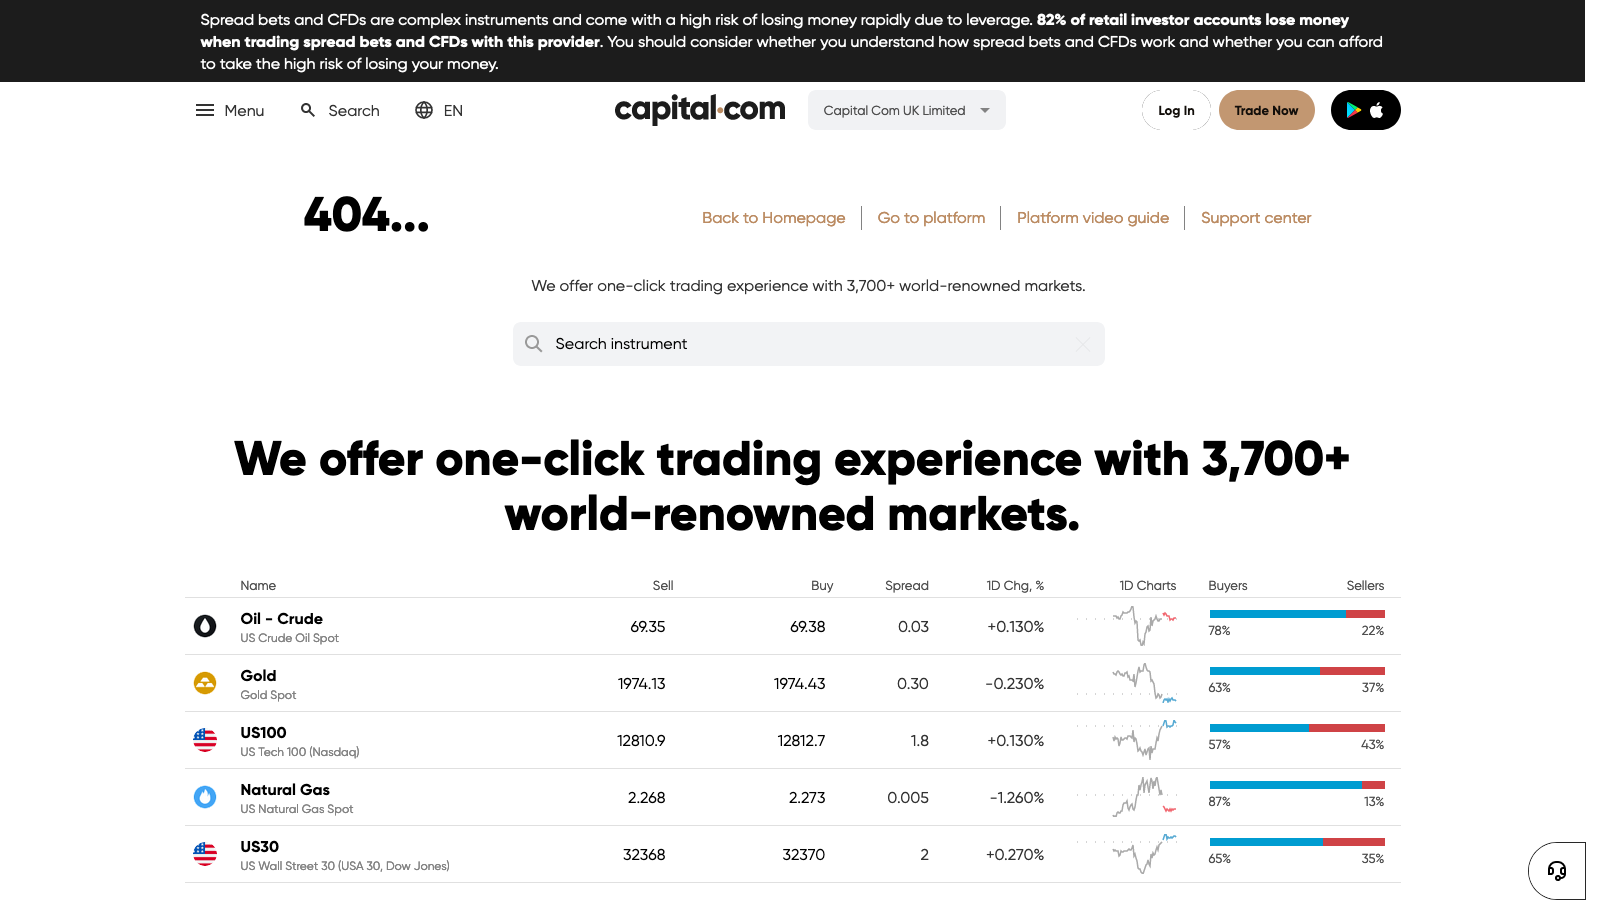 Spread bets and CFDs are complex instruments and come with a high risk of losing money rapidly due to leverage. 82% of retail investor accounts lose money
when trading spread bets and CFDs with this provider. You should consider whether you understand how spread bets and CFDs work and whether you can afford
to take the high risk of losing your money.
Menu Search EN capital.com Capital Com UK Limited Log In Trade Now
404...
Back to Homepage Go to platform Platform video guide Support center
We offer one-click trading experience with 3,700+ world-renowned markets.
Search instrument
We offer one-click trading experience with 3,700+
world-renowned markets.
Name Sell Buy Spread 1D Chg, % 1D Charts Buyers Sellers
Oil - Crude
US Crude Oil Spot
69.35 69.38 0.03 +0.130%
78% 22%
Gold
Gold Spot
1974.13 1974.43 0.30 -0.230%
63% 37%
US100
US Tech 100 (Nasdaq)
12810.9 12812.7 1.8 +0.130%
57% 43%
Natural Gas
US Natural Gas Spot
2.268 2.273 0.005 -1.260%
87% 13%
US30
US Wall Street 30 (USA 30, Dow Jones)
32368 32370 2 +0.270%
65% 35%